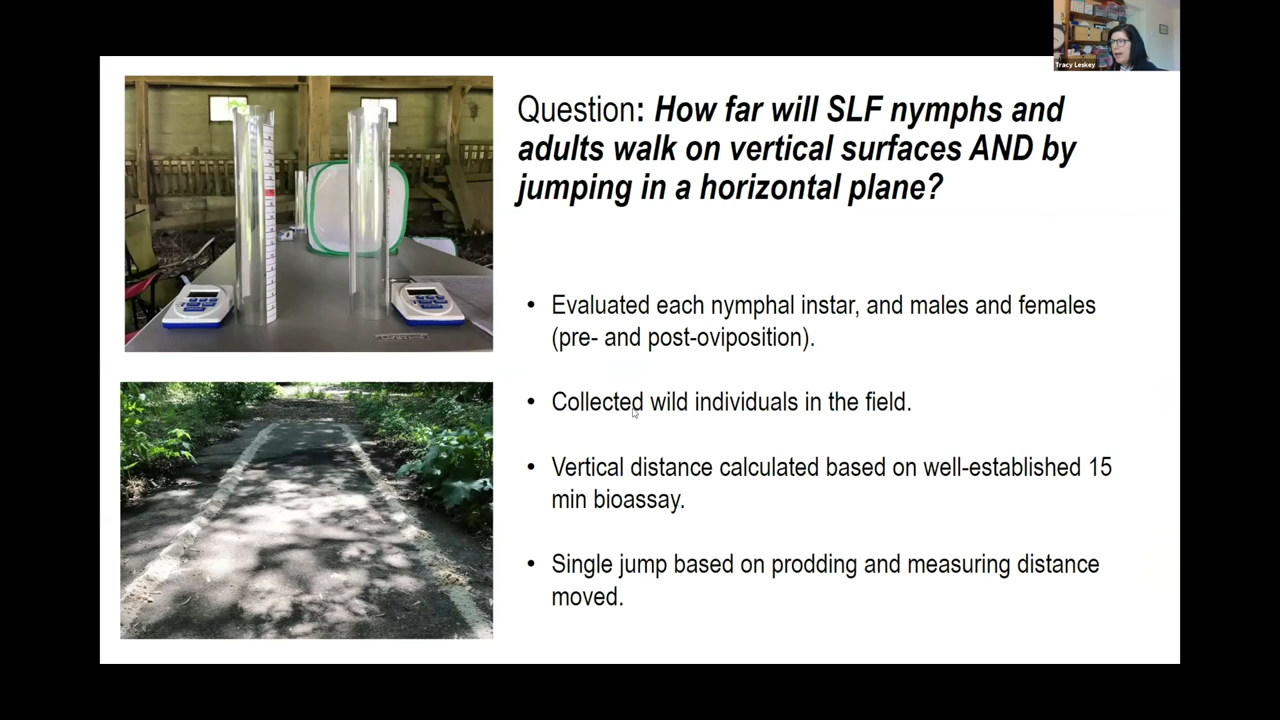 Tracy Leskey
Question: How far will SLF nymphs and
adults walk on vertical surfaces AND by
jumping in a horizontal plane?
• Evaluated each nymphal instar, and males and females
(pre- and post-oviposition).
• Collected wild individuals in the field.
• Vertical distance calculated based on well-established 15
min bioassay.
• Single jump based on prodding and measuring distance
moved.